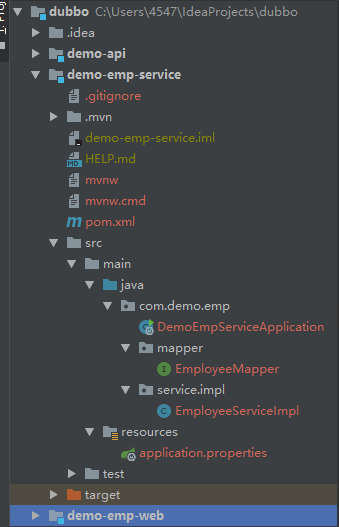 dubbo C:\Users\4547\IdeaProjects\dubbo
.idea
demo-api
demo-emp-service
.gitignore
.mvn
demo-emp-service.iml
HELP.md
mvnw
mvnw.cmd
pom.xml
src
main
java
com.demo.emp
DemoEmpServiceApplication
mapper
EmployeeMapper
service.impl
EmployeeServiceImpl
resources
application.properties
test
target
demo-emp-web